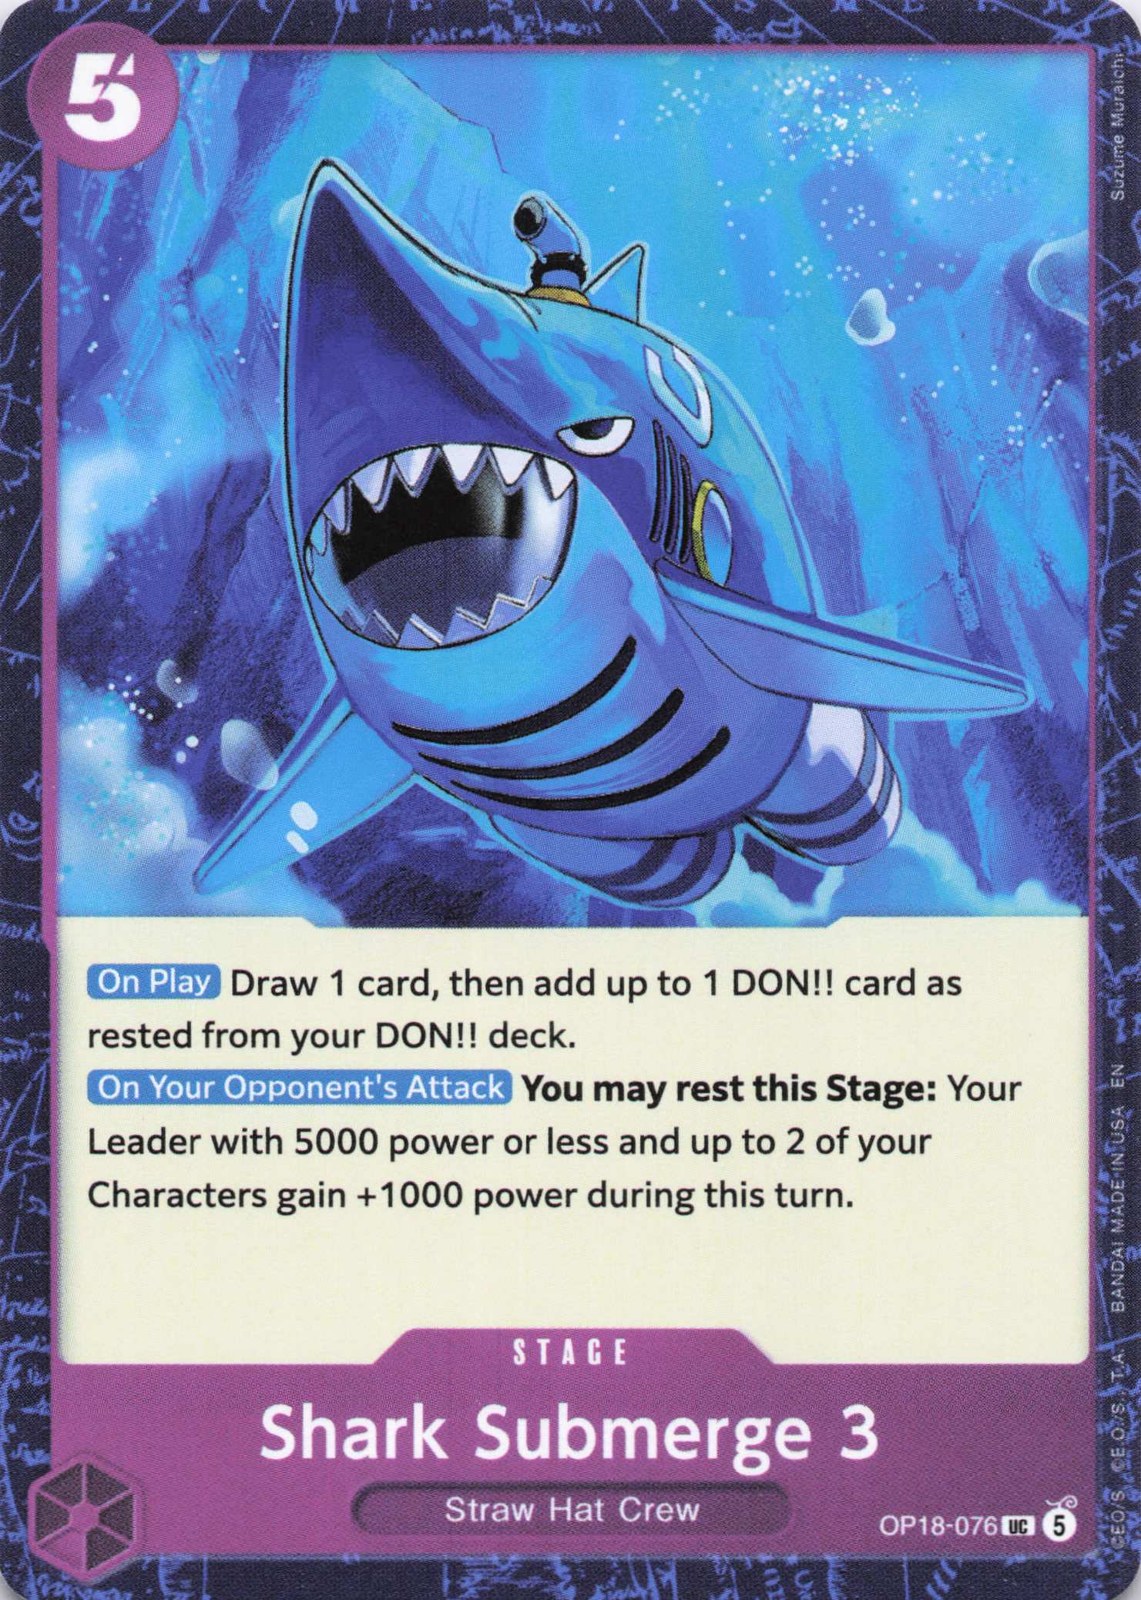 5
Suzume Muraichi
On Play Draw 1 card, then add up to 1 DON!! card as
rested from your DON!! deck.
On Your Opponent's Attack You may rest this Stage: Your
Leader with 5000 power or less and up to 2 of your
Characters gain +1000 power during this turn.
STAGE
Shark Submerge 3
Straw Hat Crew
OP18-076 UC 5
©EO/S. ©E.O./S., T.A. BANDAI MADE IN USA EN